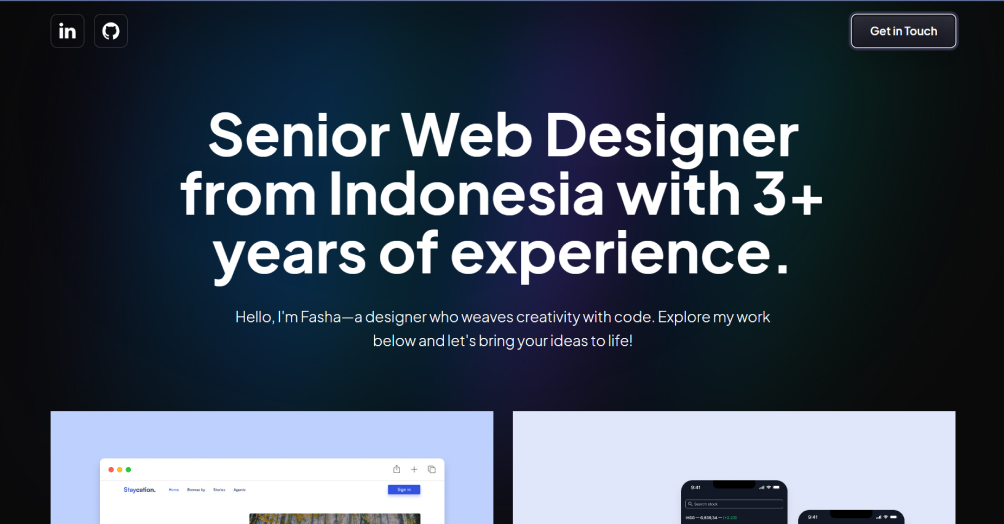 in
Get in Touch
Senior Web Designer
from Indonesia with 3+
years of experience.
Hello, I'm Fasha—a designer who weaves creativity with code. Explore my work
below and let's bring your ideas to life!
Staycation.
Home
Browse by
Stories
Agents
Sign In
9:41
Search stock
9:41